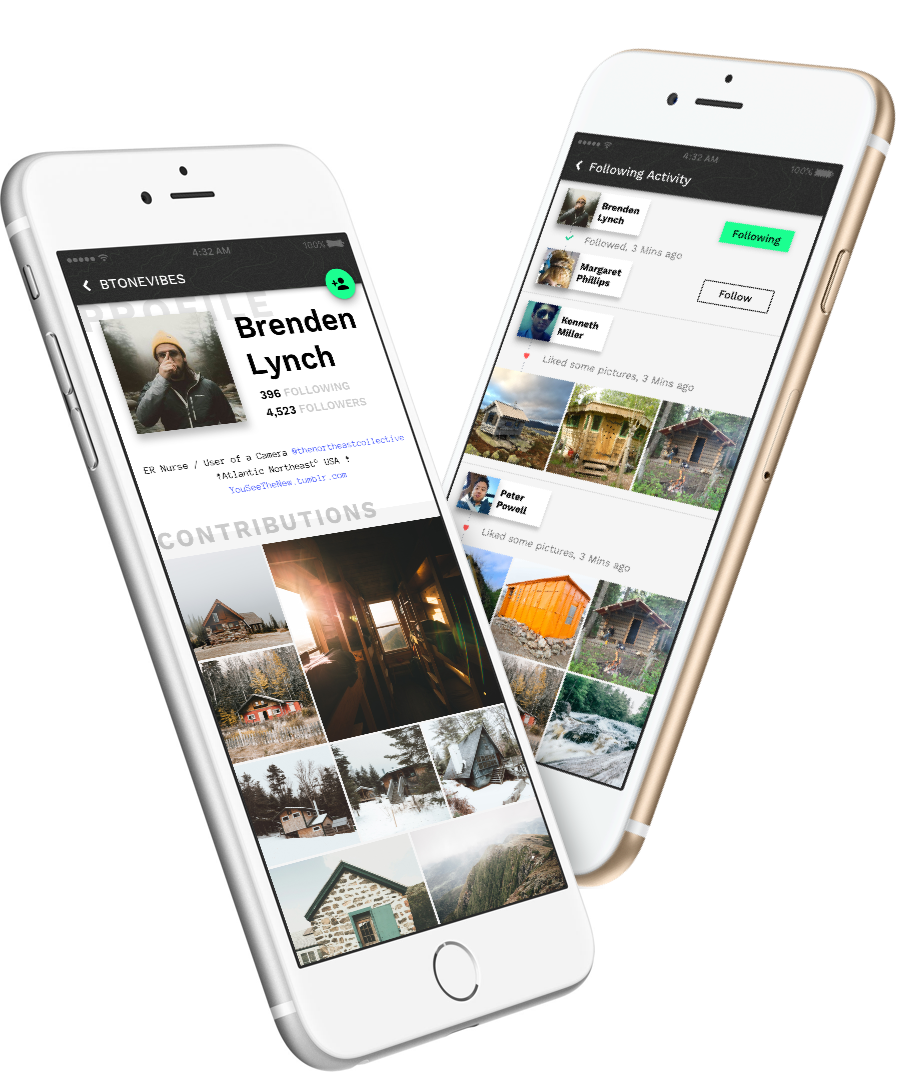 4:32 AM
100%
BTONEVIBES
PROFILE
Brenden
Lynch
396 FOLLOWING
4,523 FOLLOWERS
ER Nurse / User of a Camera @thenortheastcollective
†Atlantic Northeast° USA †
YouSeeTheNew.tumblr.com
CONTRIBUTIONS
4:32 AM
100%
Following Activity
Brenden
Lynch
Following
Followed, 3 Mins ago
Margaret
Phillips
Follow
Kenneth
Miller
Liked some pictures, 3 Mins ago
Peter
Powell
Liked some pictures, 3 Mins ago